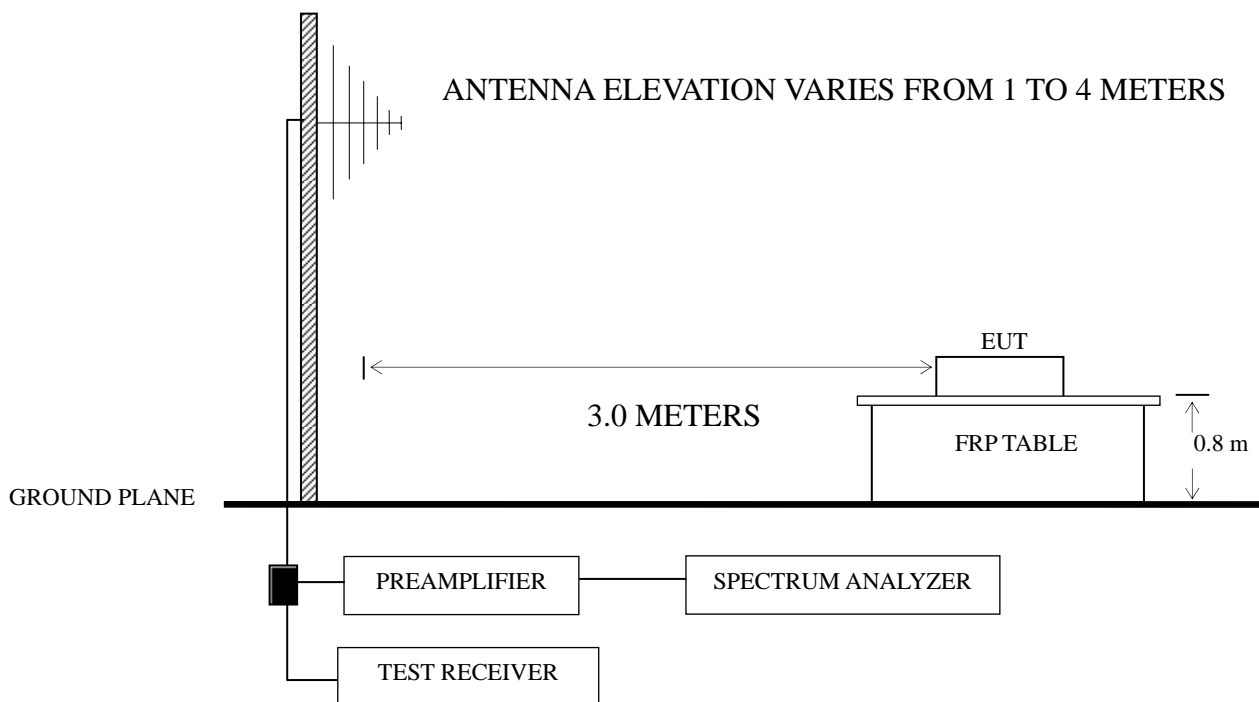 ANTENNA ELEVATION VARIES FROM 1 TO 4 METERS
EUT
3.0 METERS
FRP TABLE
0.8 m
GROUND PLANE
PREAMPLIFIER
SPECTRUM ANALYZER
TEST RECEIVER